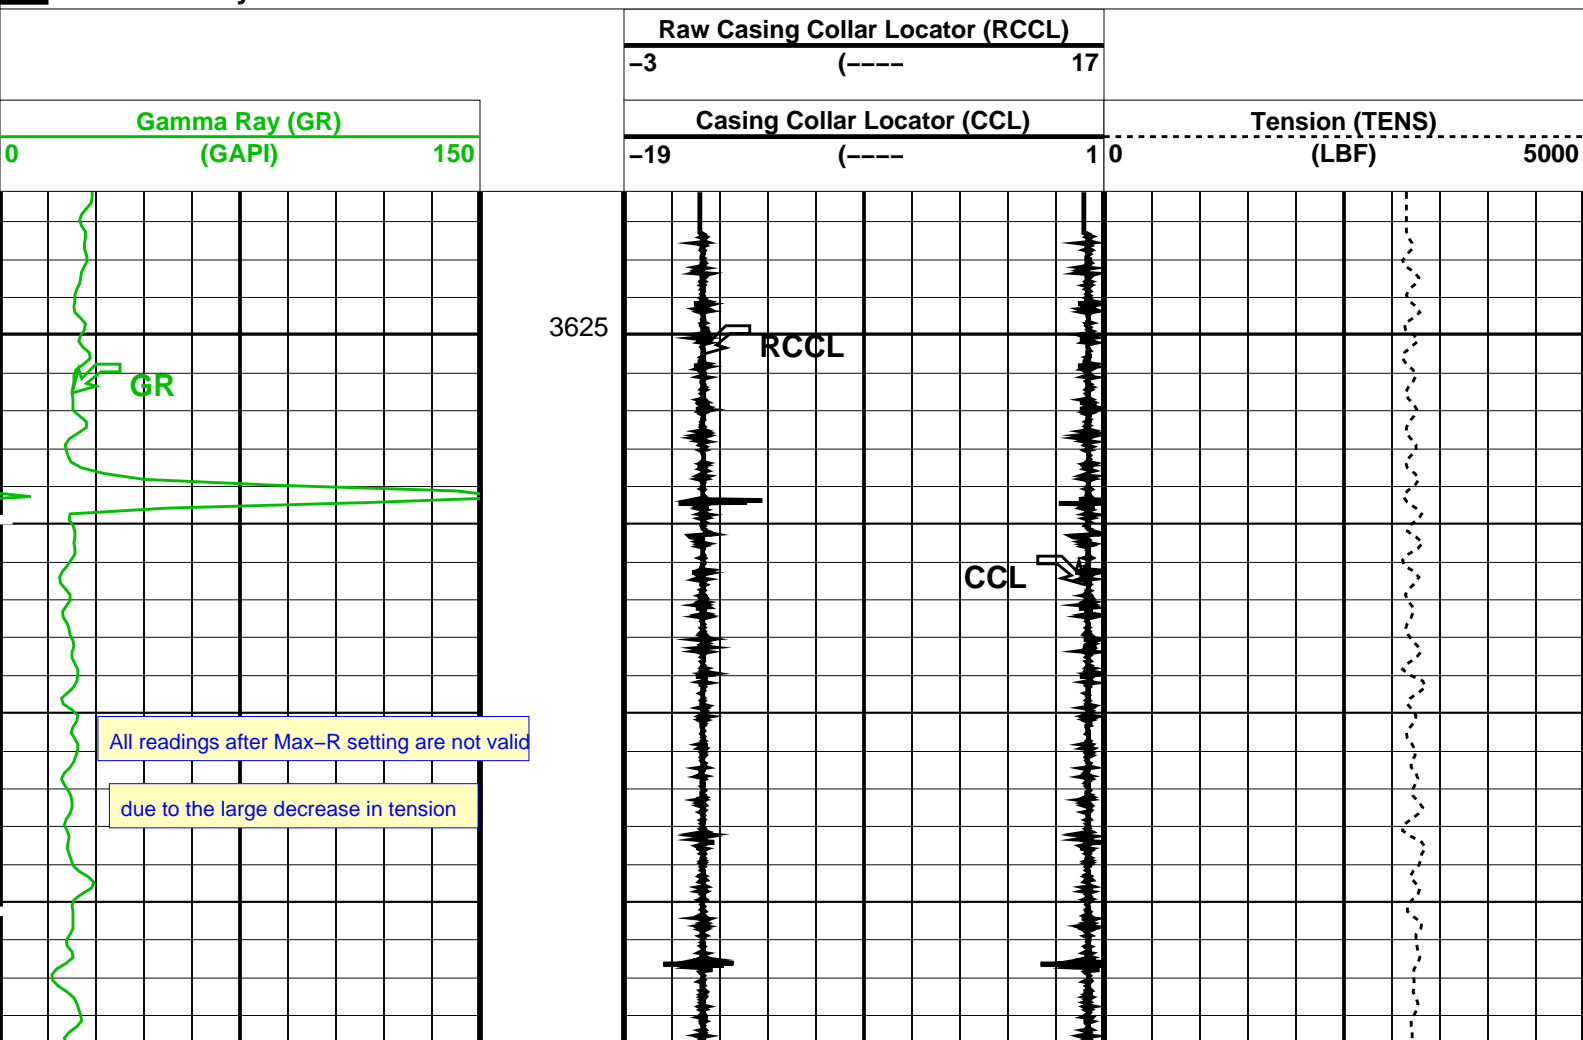 Raw Casing Collar Locator (RCCL)
−3 (−−−− 17
Gamma Ray (GR)
0 (GAPI) 150
Casing Collar Locator (CCL)
−19 (−−−− 1
Tension (TENS)
0 (LBF) 5000
3625
RCCL
GR
CCL
All readings after Max−R setting are not valid
due to the large decrease in tension